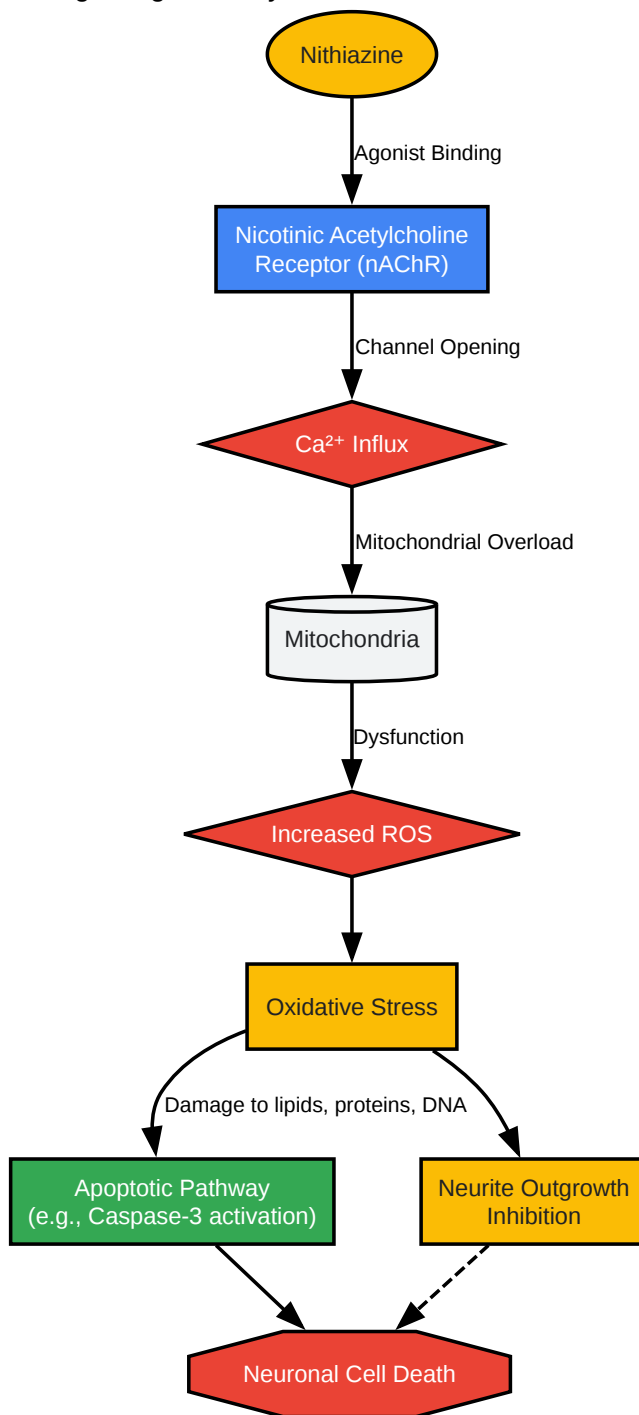 Nithiazine
Agonist Binding
Nicotinic Acetylcholine
Receptor (nAChR)
Channel Opening
Ca²⁺ Influx
Mitochondrial Overload
Mitochondria
Dysfunction
Increased ROS
Oxidative Stress
Damage to lipids, proteins, DNA
Apoptotic Pathway
(e.g., Caspase-3 activation)
Neurite Outgrowth
Inhibition
Neuronal Cell Death